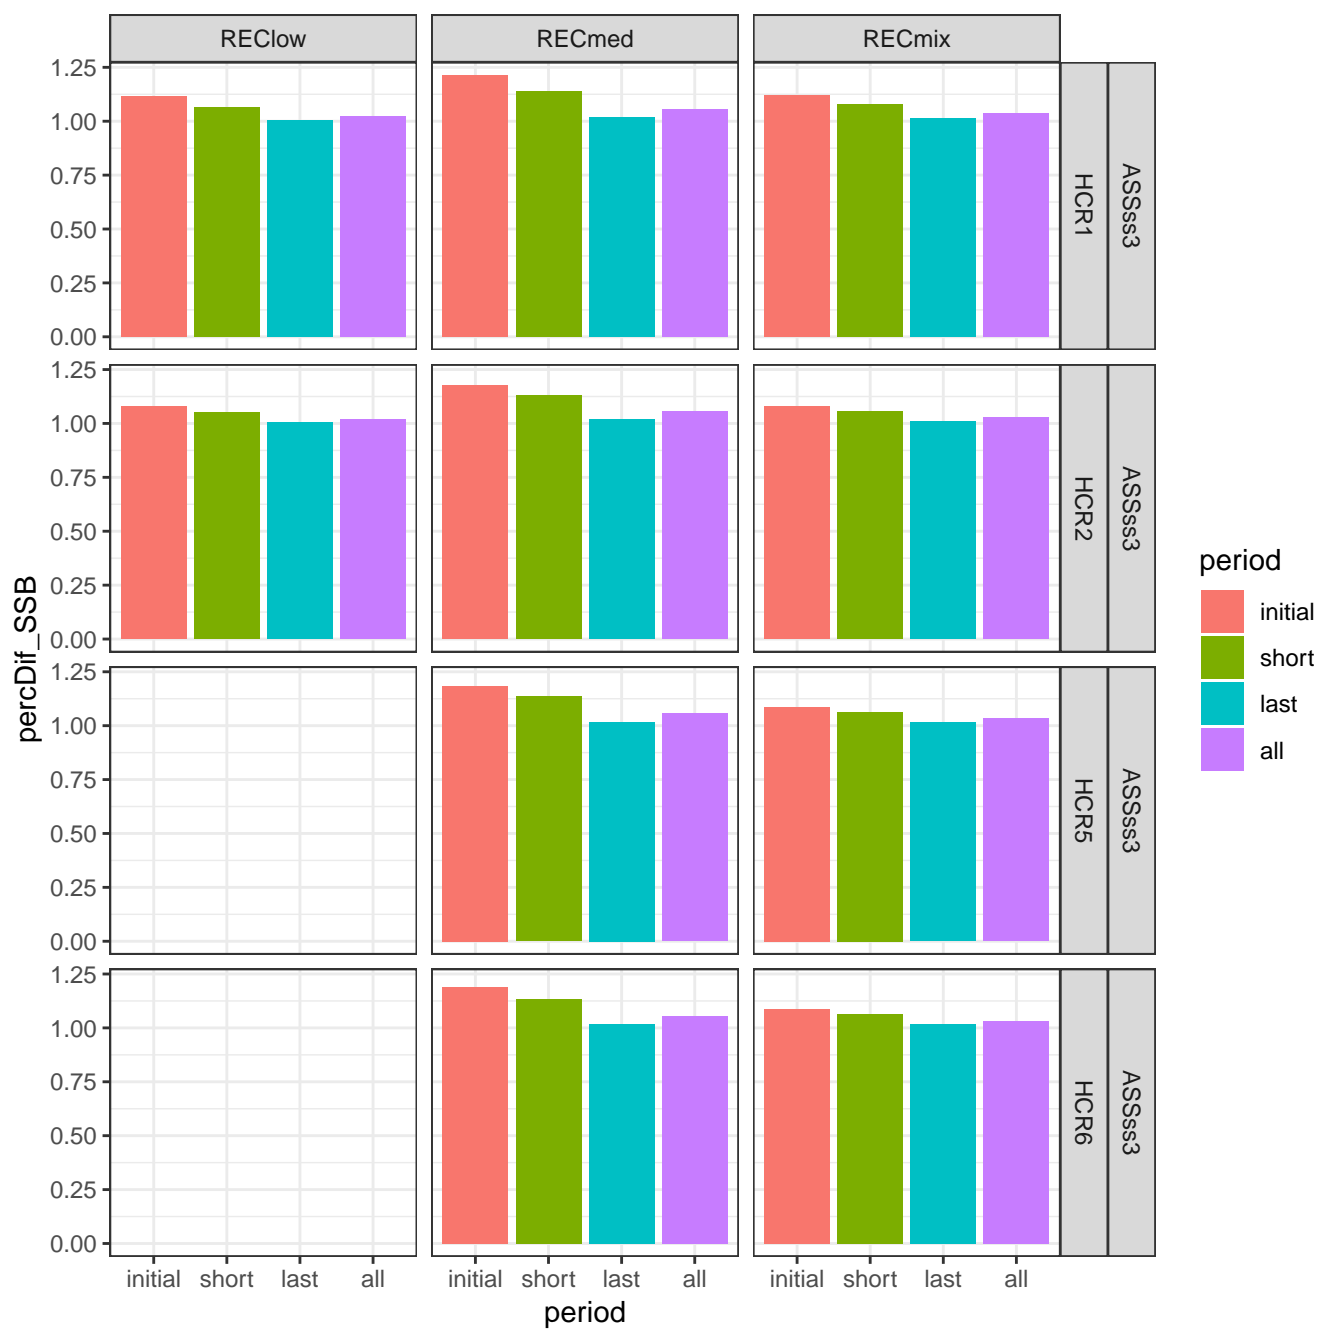 REClow RECmed RECmix
1.25
1.00
0.75
0.50
0.25
0.00
HCR1 ASSss3
1.25
1.00
0.75
0.50
0.25
0.00
HCR2 ASSss3
1.25
1.00
0.75
0.50
0.25
0.00
HCR5 ASSss3
1.25
1.00
0.75
0.50
0.25
0.00
HCR6 ASSss3
percDif_SSB
initial short last all initial short last all initial short last all
period
period
initial
short
last
all